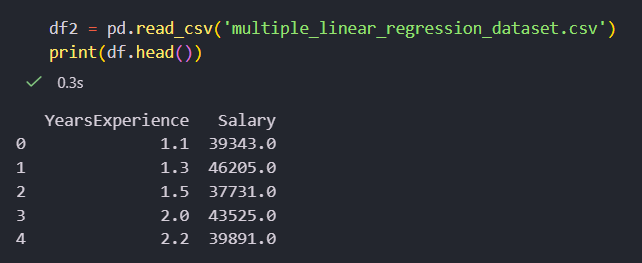 df2 = pd.read_csv('multiple_linear_regression_dataset.csv')
print(df.head())
0.3s
YearsExperience Salary
0 1.1 39343.0
1 1.3 46205.0
2 1.5 37731.0
3 2.0 43525.0
4 2.2 39891.0